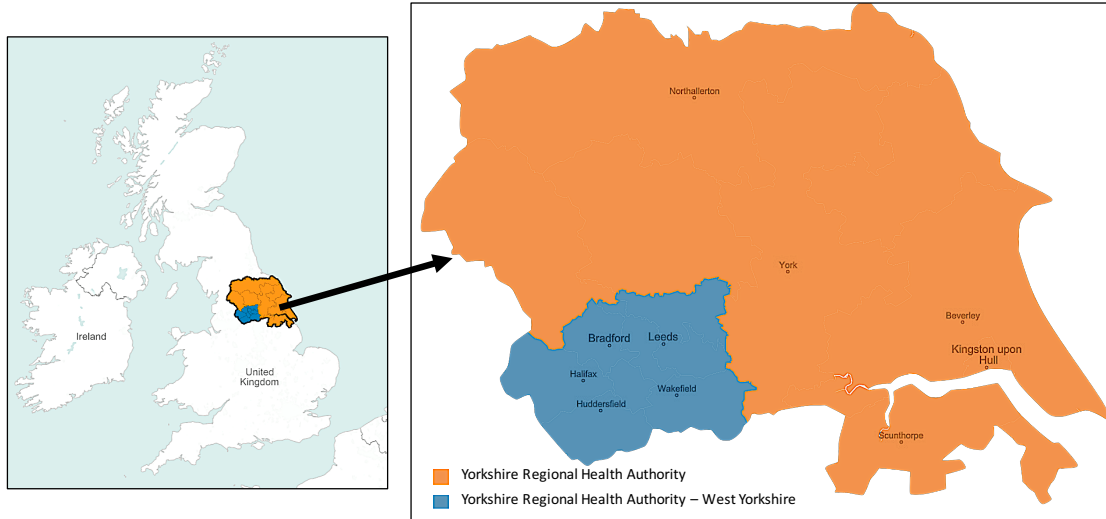 Ireland
United
Kingdom
Northallerton
York
Beverley
Kingston upon
Hull
Bradford
Leeds
Halifax
Wakefield
Huddersfield
Scunthorpe
Yorkshire Regional Health Authority
Yorkshire Regional Health Authority – West Yorkshire